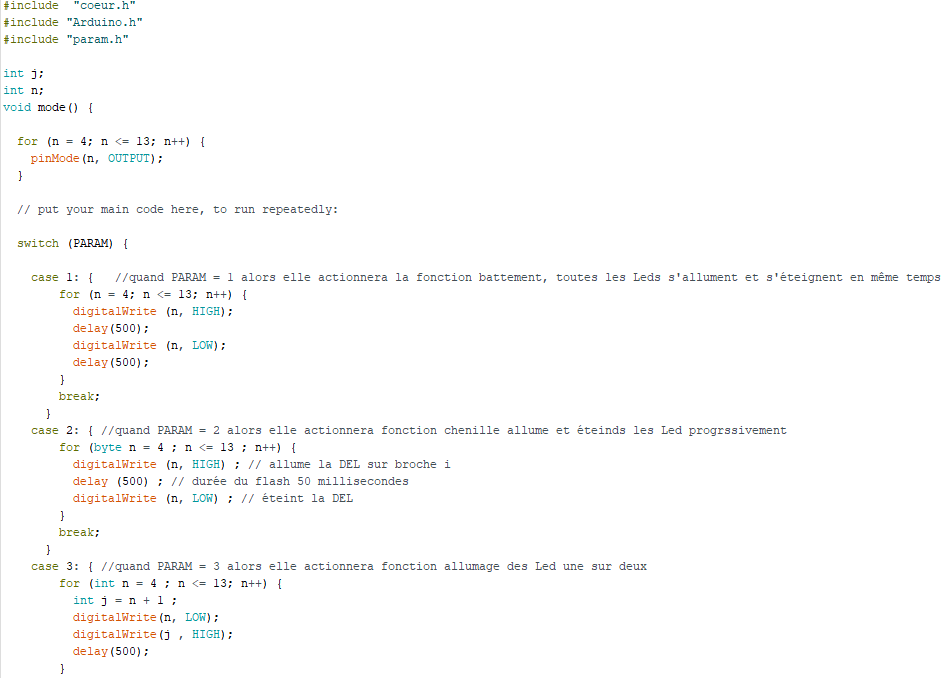 #include  "coeur.h"
#include "Arduino.h"
#include "param.h"
int j;
int n;
void mode() {
for (n = 4; n <= 13; n++) {
pinMode(n, OUTPUT);
}
// put your main code here, to run repeatedly:
switch (PARAM) {
case 1: {   //quand PARAM = 1 alors elle actionnera la fonction battement, toutes les Leds s'allument et s'éteignent en même temps
for (n = 4; n <= 13; n++) {
digitalWrite (n, HIGH);
delay(500);
digitalWrite (n, LOW);
delay(500);
}
break;
}
case 2: { //quand PARAM = 2 alors elle actionnera fonction chenille allume et éteinds les Led progrssivement
for (byte n = 4 ; n <= 13 ; n++) {
digitalWrite (n, HIGH) ; // allume la DEL sur broche i
delay (500) ; // durée du flash 50 millisecondes
digitalWrite (n, LOW) ; // éteint la DEL
}
break;
}
case 3: { //quand PARAM = 3 alors elle actionnera fonction allumage des Led une sur deux
for (int n = 4 ; n <= 13; n++) {
int j = n + 1 ;
digitalWrite(n, LOW);
digitalWrite(j , HIGH);
delay(500);
}